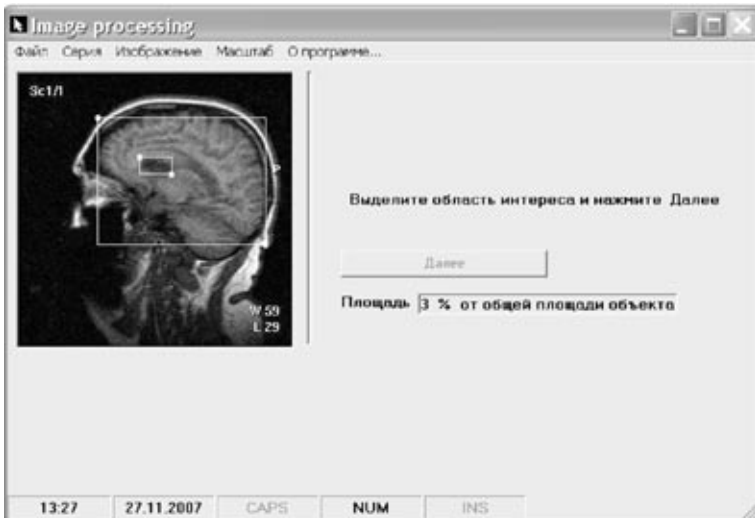 Image processing
Файл Серия Изображение Масштаб О программе...
Sc1/1
A
W 59
L 29
Выделите область интереса и нажмите Далее
Далее
Площадь 3 % от общей площади объекта
13:27 27.11.2007 CAPS NUM INS